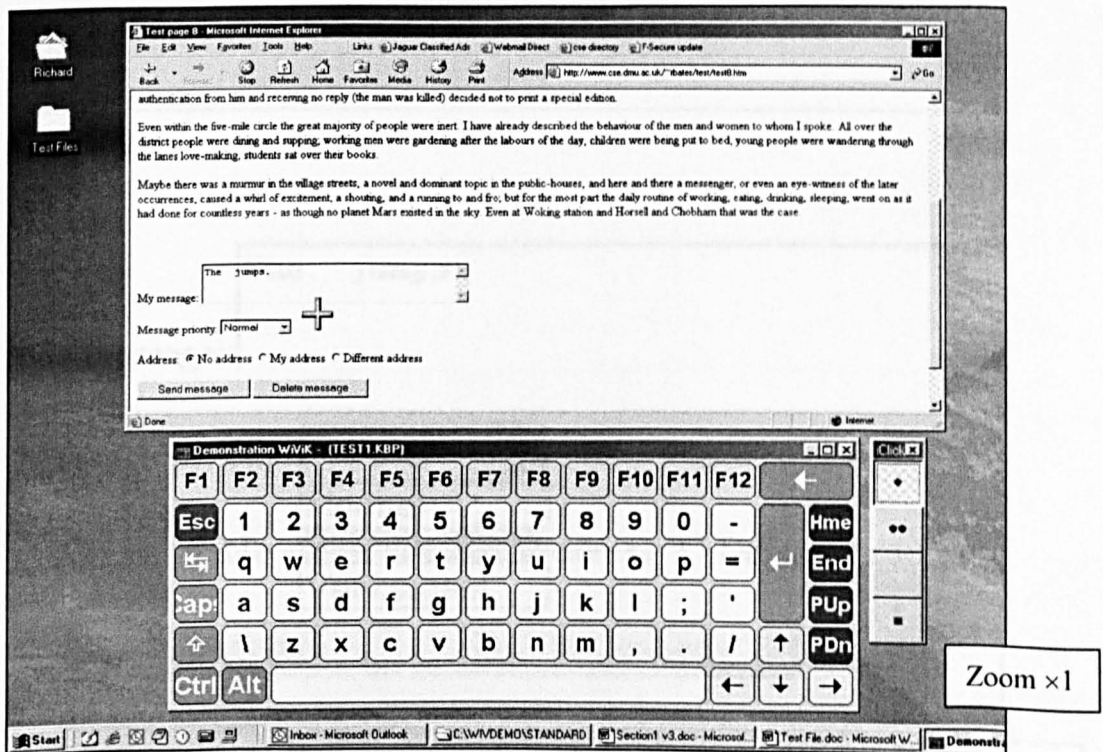 Richard
Test Files
Test page 8 - Microsoft Internet Explorer
File Edit View Favorites Tools Help Links Jaguar Classified Ads Webmail Direct cse directory F-Secure update
Back Forward Stop Refresh Home Favorites Media History Print Address http://www.cse.dmu.ac.uk/~rbates/test/test8.htm Go
authentication from him and receiving no reply (the man was killed) decided not to print a special edition.
Even within the five-mile circle the great majority of people were inert. I have already described the behaviour of the men and women to whom I spoke. All over the
district people were dining and supping; working men were gardening after the labours of the day, children were being put to bed, young people were wandering through
the lanes love-making, students sat over their books.
Maybe there was a murmur in the village streets, a novel and dominant topic in the public-houses, and here and there a messenger, or even an eye-witness of the later
occurrences, caused a whirl of excitement, a shouting, and a running to and fro; but for the most part the daily routine of working, eating, drinking, sleeping, went on as it
had done for countless years - as though no planet Mars existed in the sky. Even at Woking station and Horsell and Chobham that was the case.
The jumps.
My message:
Message priority Normal
Address: No address My address Different address
Send message Delete message
Done Internet
Demonstration WiViK - (TEST1.KBP)
Click
F1 F2 F3 F4 F5 F6 F7 F8 F9 F10 F11 F12 ←
Esc 1 2 3 4 5 6 7 8 9 0 - Hme
q w e r t y u i o p = ↵ End
Caps a s d f g h j k l ; ' PUp
\ z x c v b n m , . / ↑ PDn
Ctrl Alt ← ↓ →
Zoom ×1
Start Inbox - Microsoft Outlook C:\WIVDEMO\STANDARD Section1 v3.doc - Microsof... Test File.doc - Microsoft W... Demonstra